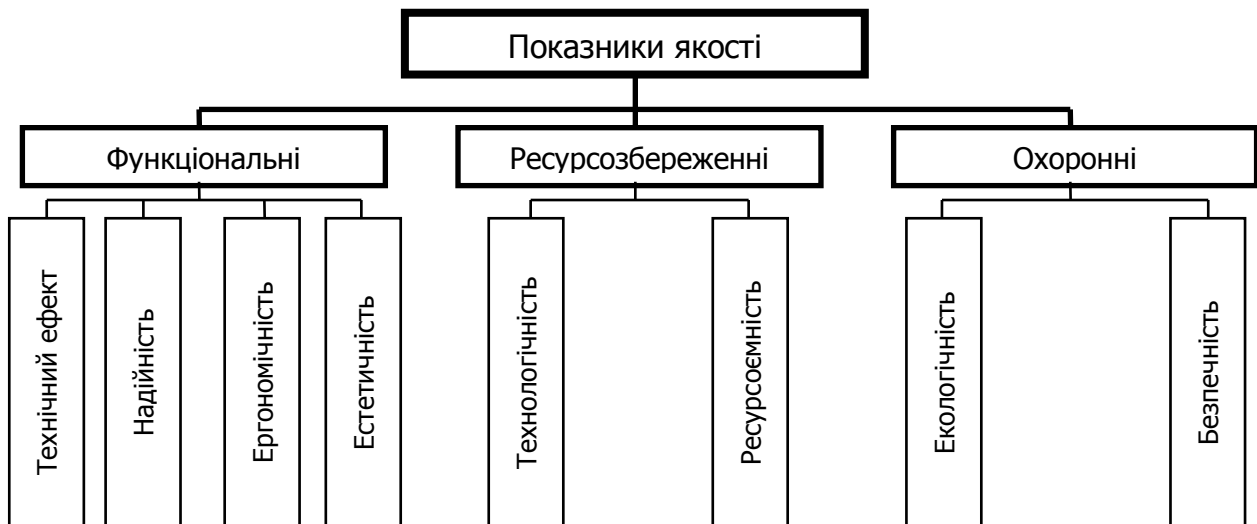 Показники якості
Функціональні
Ресурсозбереженні
Охоронні
Технічний ефект
Надійність
Ергономічність
Естетичність
Технологічність
Ресурсоємність
Екологічність
Безпечність